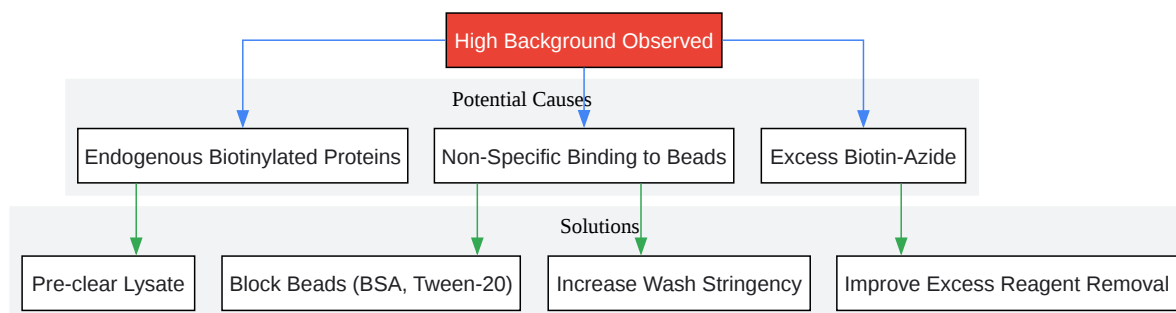 High Background Observed
Potential Causes
Endogenous Biotinylated Proteins
Non-Specific Binding to Beads
Excess Biotin-Azide
Solutions
Pre-clear Lysate
Block Beads (BSA, Tween-20)
Increase Wash Stringency
Improve Excess Reagent Removal